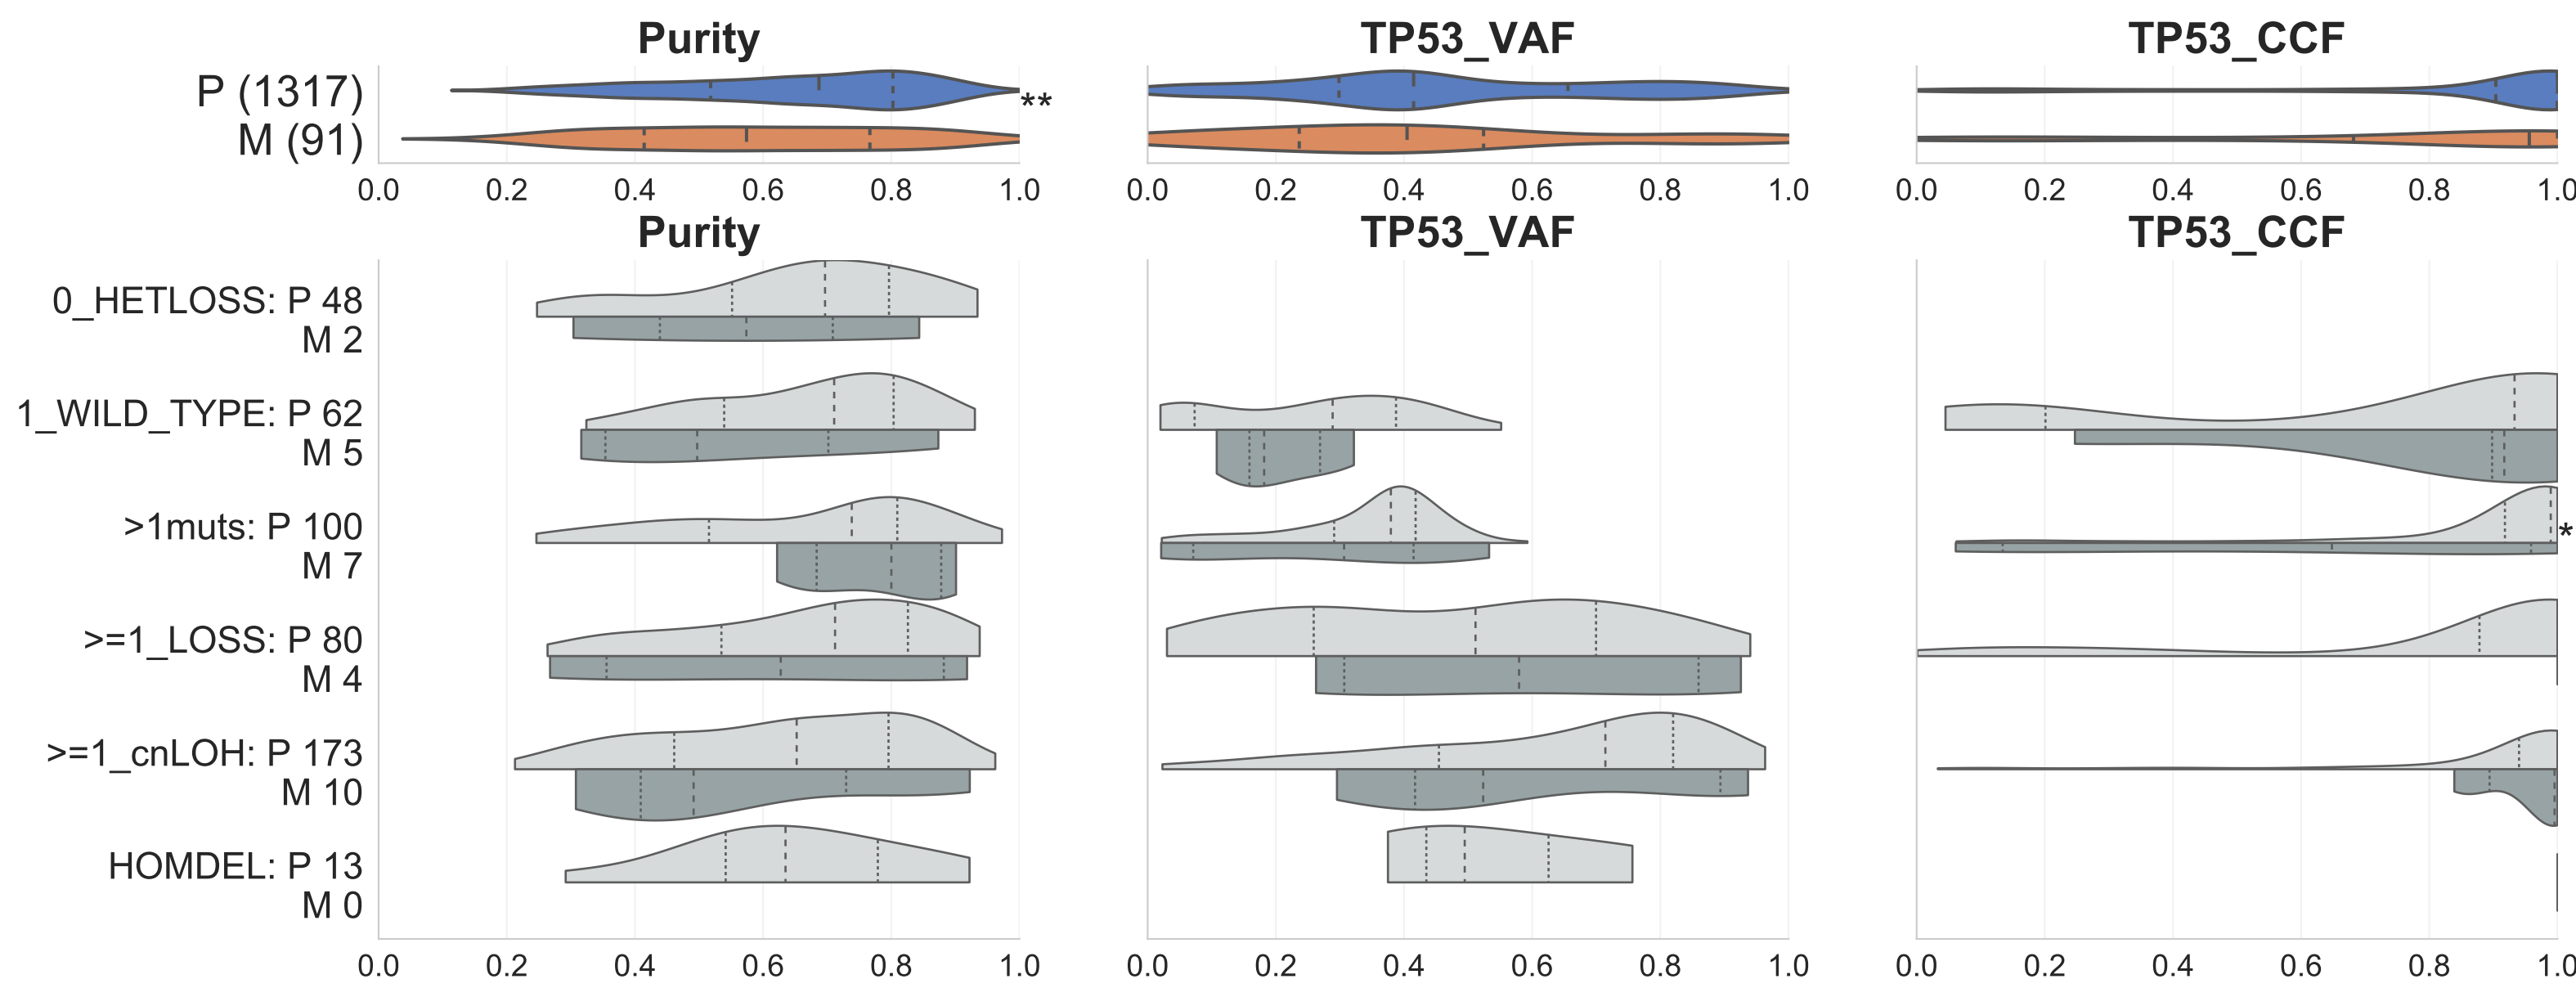 Purity TP53_VAF TP53_CCF
P (1317)
**
M (91)
0.0 0.2 0.4 0.6 0.8 1.0 0.0 0.2 0.4 0.6 0.8 1.0 0.0 0.2 0.4 0.6 0.8 1.0
Purity TP53_VAF TP53_CCF
0_HETLOSS: P 48
M 2
1_WILD_TYPE: P 62
M 5
>1muts: P 100
*
M 7
>=1_LOSS: P 80
M 4
>=1_cnLOH: P 173
M 10
HOMDEL: P 13
M 0
0.0 0.2 0.4 0.6 0.8 1.0 0.0 0.2 0.4 0.6 0.8 1.0 0.0 0.2 0.4 0.6 0.8 1.0